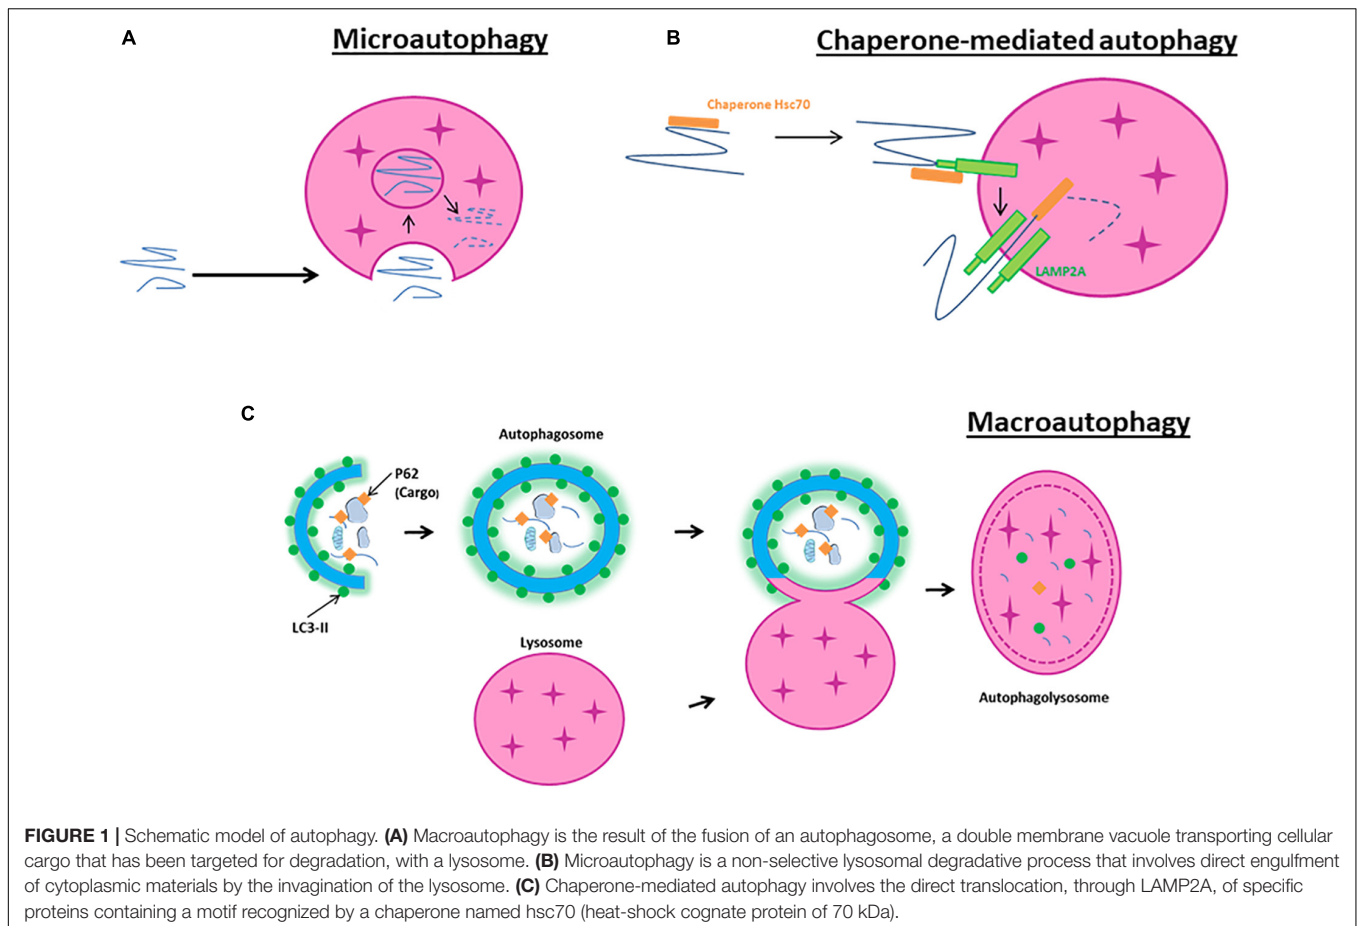 A
Microautophagy
B
Chaperone-mediated autophagy
Chaperone Hsc70
LAMP2A
C
Macroautophagy
Autophagosome
P62
(Cargo)
LC3-II
Lysosome
Autophagolysosome
FIGURE 1 | Schematic model of autophagy. (A) Macroautophagy is the result of the fusion of an autophagosome, a double membrane vacuole transporting cellular
cargo that has been targeted for degradation, with a lysosome. (B) Microautophagy is a non-selective lysosomal degradative process that involves direct engulfment
of cytoplasmic materials by the invagination of the lysosome. (C) Chaperone-mediated autophagy involves the direct translocation, through LAMP2A, of specific
proteins containing a motif recognized by a chaperone named hsc70 (heat-shock cognate protein of 70 kDa).